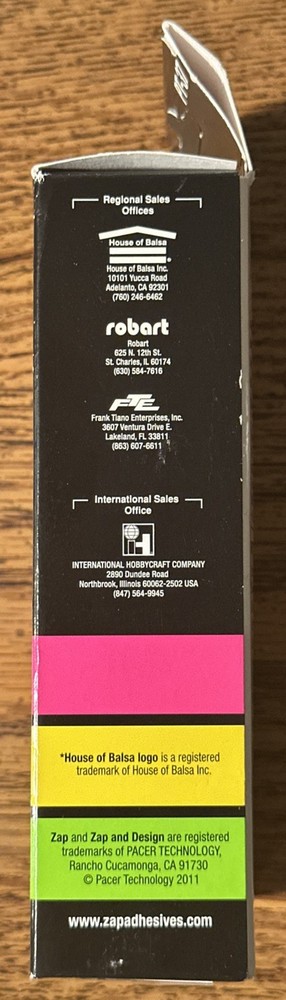 Regional Sales
Offices
House of Balsa
House of Balsa Inc.
10101 Yucca Road
Adelanto, CA 92301
(760) 246-6462
robart
Robart
625 N. 12th St.
St. Charles, IL 60174
(630) 584-7616
FTE
Frank Tiano Enterprises, Inc.
3607 Ventura Drive E.
Lakeland, FL 33811
(863) 607-6611
International Sales
Office
INTERNATIONAL HOBBYCRAFT COMPANY
2890 Dundee Road
Northbrook, Illinois 60062-2502 USA
(847) 564-9945
*House of Balsa logo is a registered
trademark of House of Balsa Inc.
Zap and Zap and Design are registered
trademarks of PACER TECHNOLOGY,
Rancho Cucamonga, CA 91730
© Pacer Technology 2011
www.zapadhesives.com